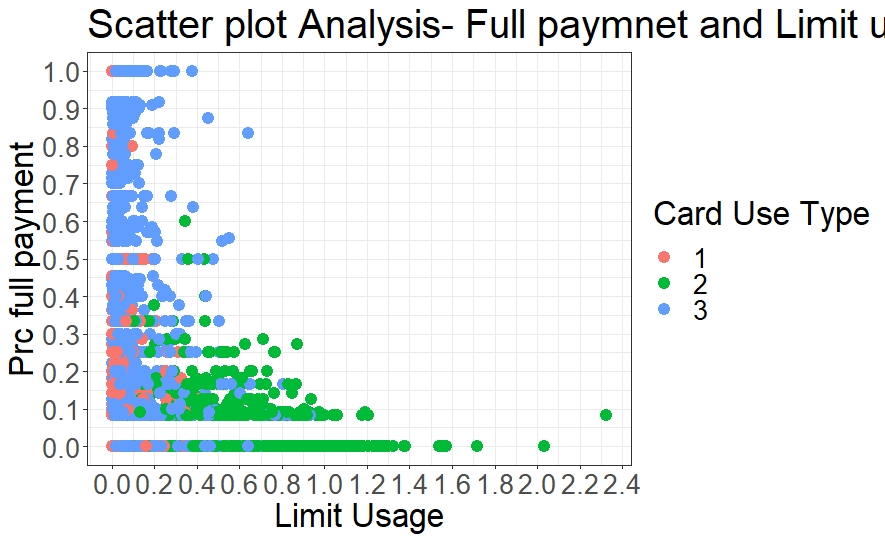 Scatter plot Analysis- Full paymnet and Limit u
1.0
0.9
0.8
0.7
0.6
0.5
0.4
0.3
0.2
0.1
0.0
Prc full payment
0.0 0.2 0.4 0.6 0.8 1.0 1.2 1.4 1.6 1.8 2.0 2.2 2.4
Limit Usage
Card Use Type
1
2
3